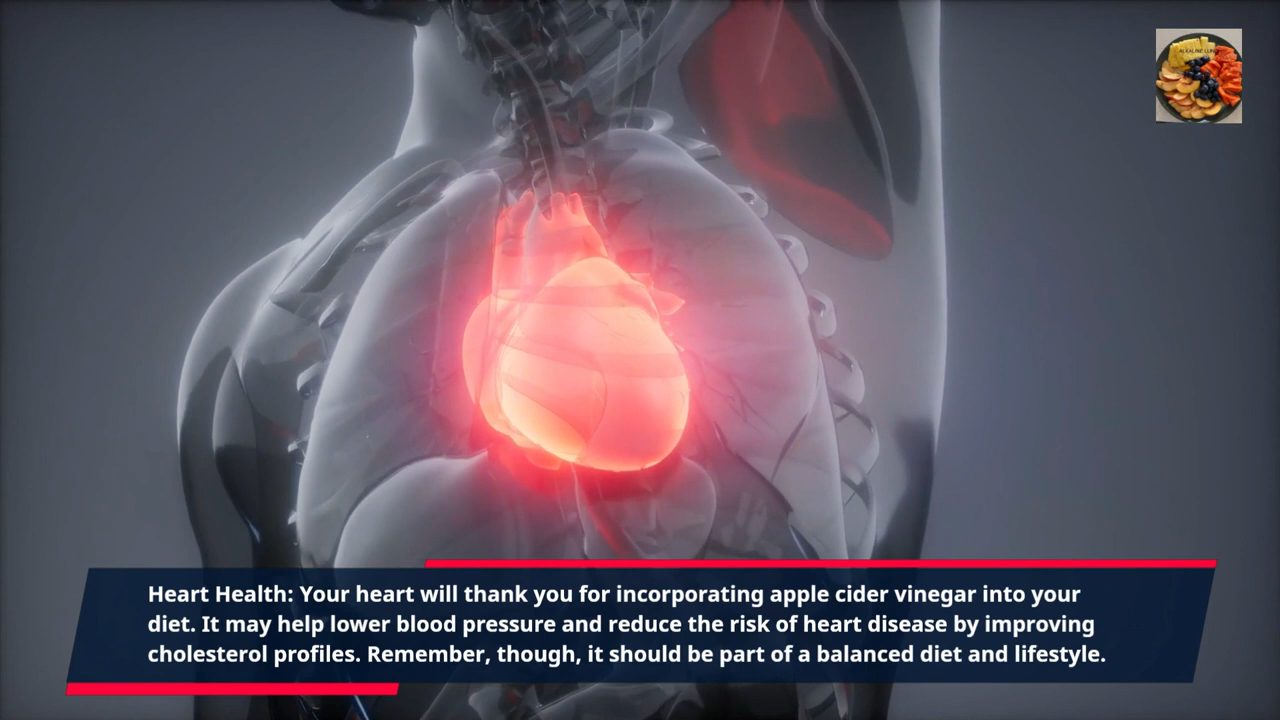 ALKALINE LUNCH
Heart Health: Your heart will thank you for incorporating apple cider vinegar into your
diet. It may help lower blood pressure and reduce the risk of heart disease by improving
cholesterol profiles. Remember, though, it should be part of a balanced diet and lifestyle.